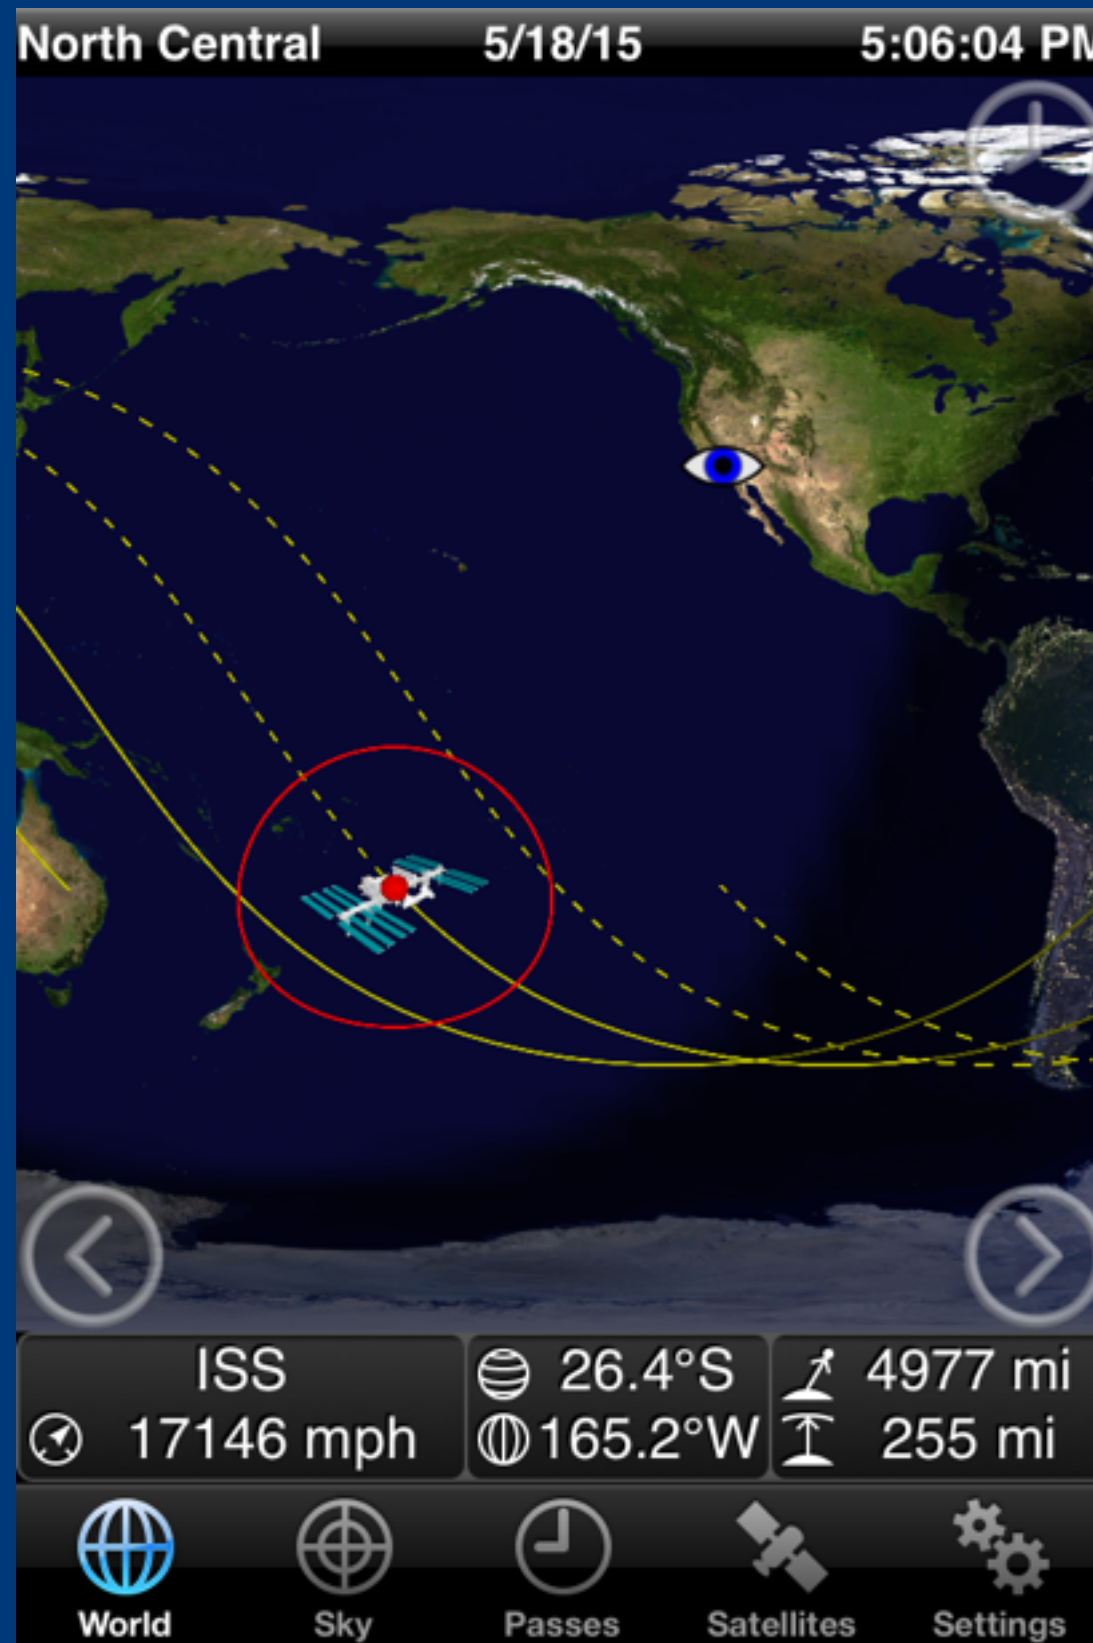 North Central 5/18/15 5:06:04 PM
ISS 26.4°S 4977 mi
17146 mph 165.2°W 255 mi
World Sky Passes Satellites Settings